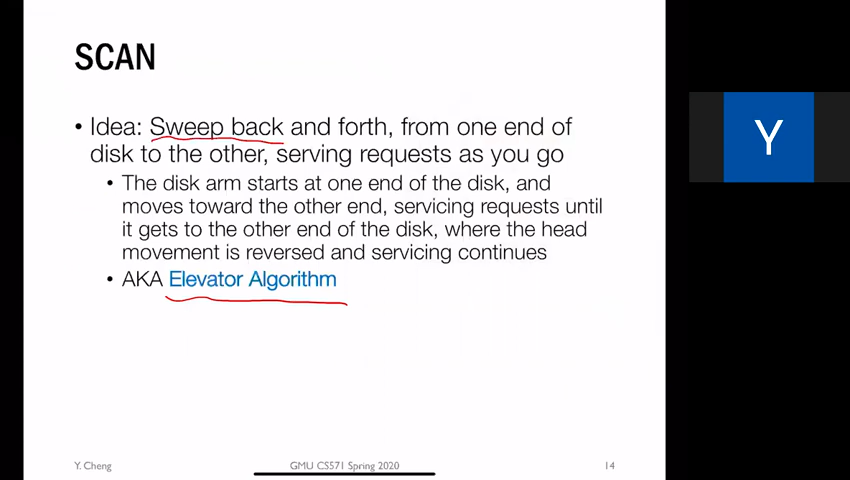 SCAN
• Idea: Sweep back and forth, from one end of
disk to the other, serving requests as you go
• The disk arm starts at one end of the disk, and
moves toward the other end, servicing requests until
it gets to the other end of the disk, where the head
movement is reversed and servicing continues
• AKA Elevator Algorithm
Y. Cheng
GMU CS571 Spring 2020
14
Y